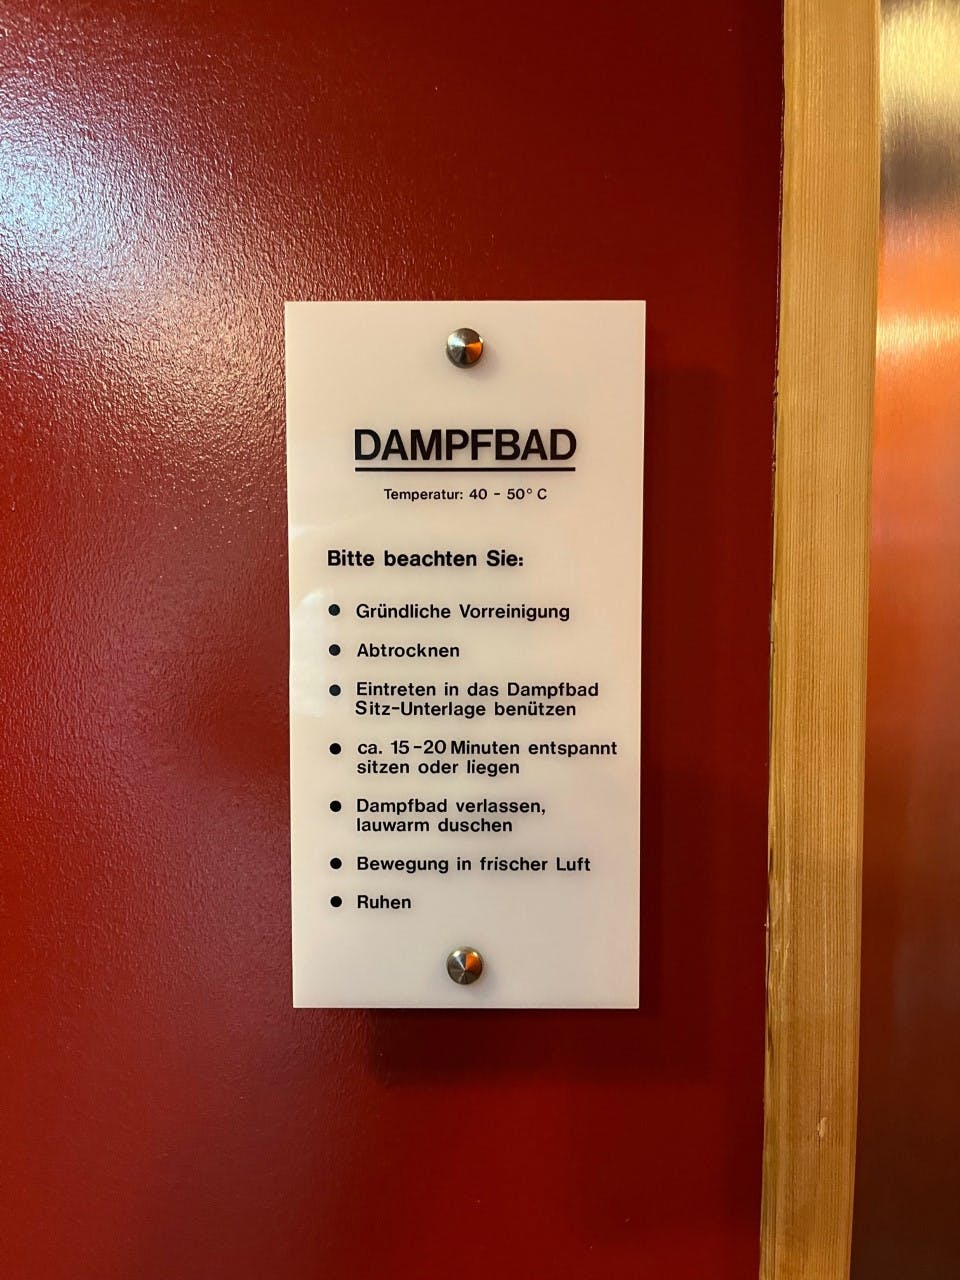 DAMPFBAD
Temperatur: 40 - 50° C
Bitte beachten Sie:
● Gründliche Vorreinigung
● Abtrocknen
● Eintreten in das Dampfbad
Sitz-Unterlage benützen
● ca. 15-20 Minuten entspannt
sitzen oder liegen
● Dampfbad verlassen,
lauwarm duschen
● Bewegung in frischer Luft
● Ruhen